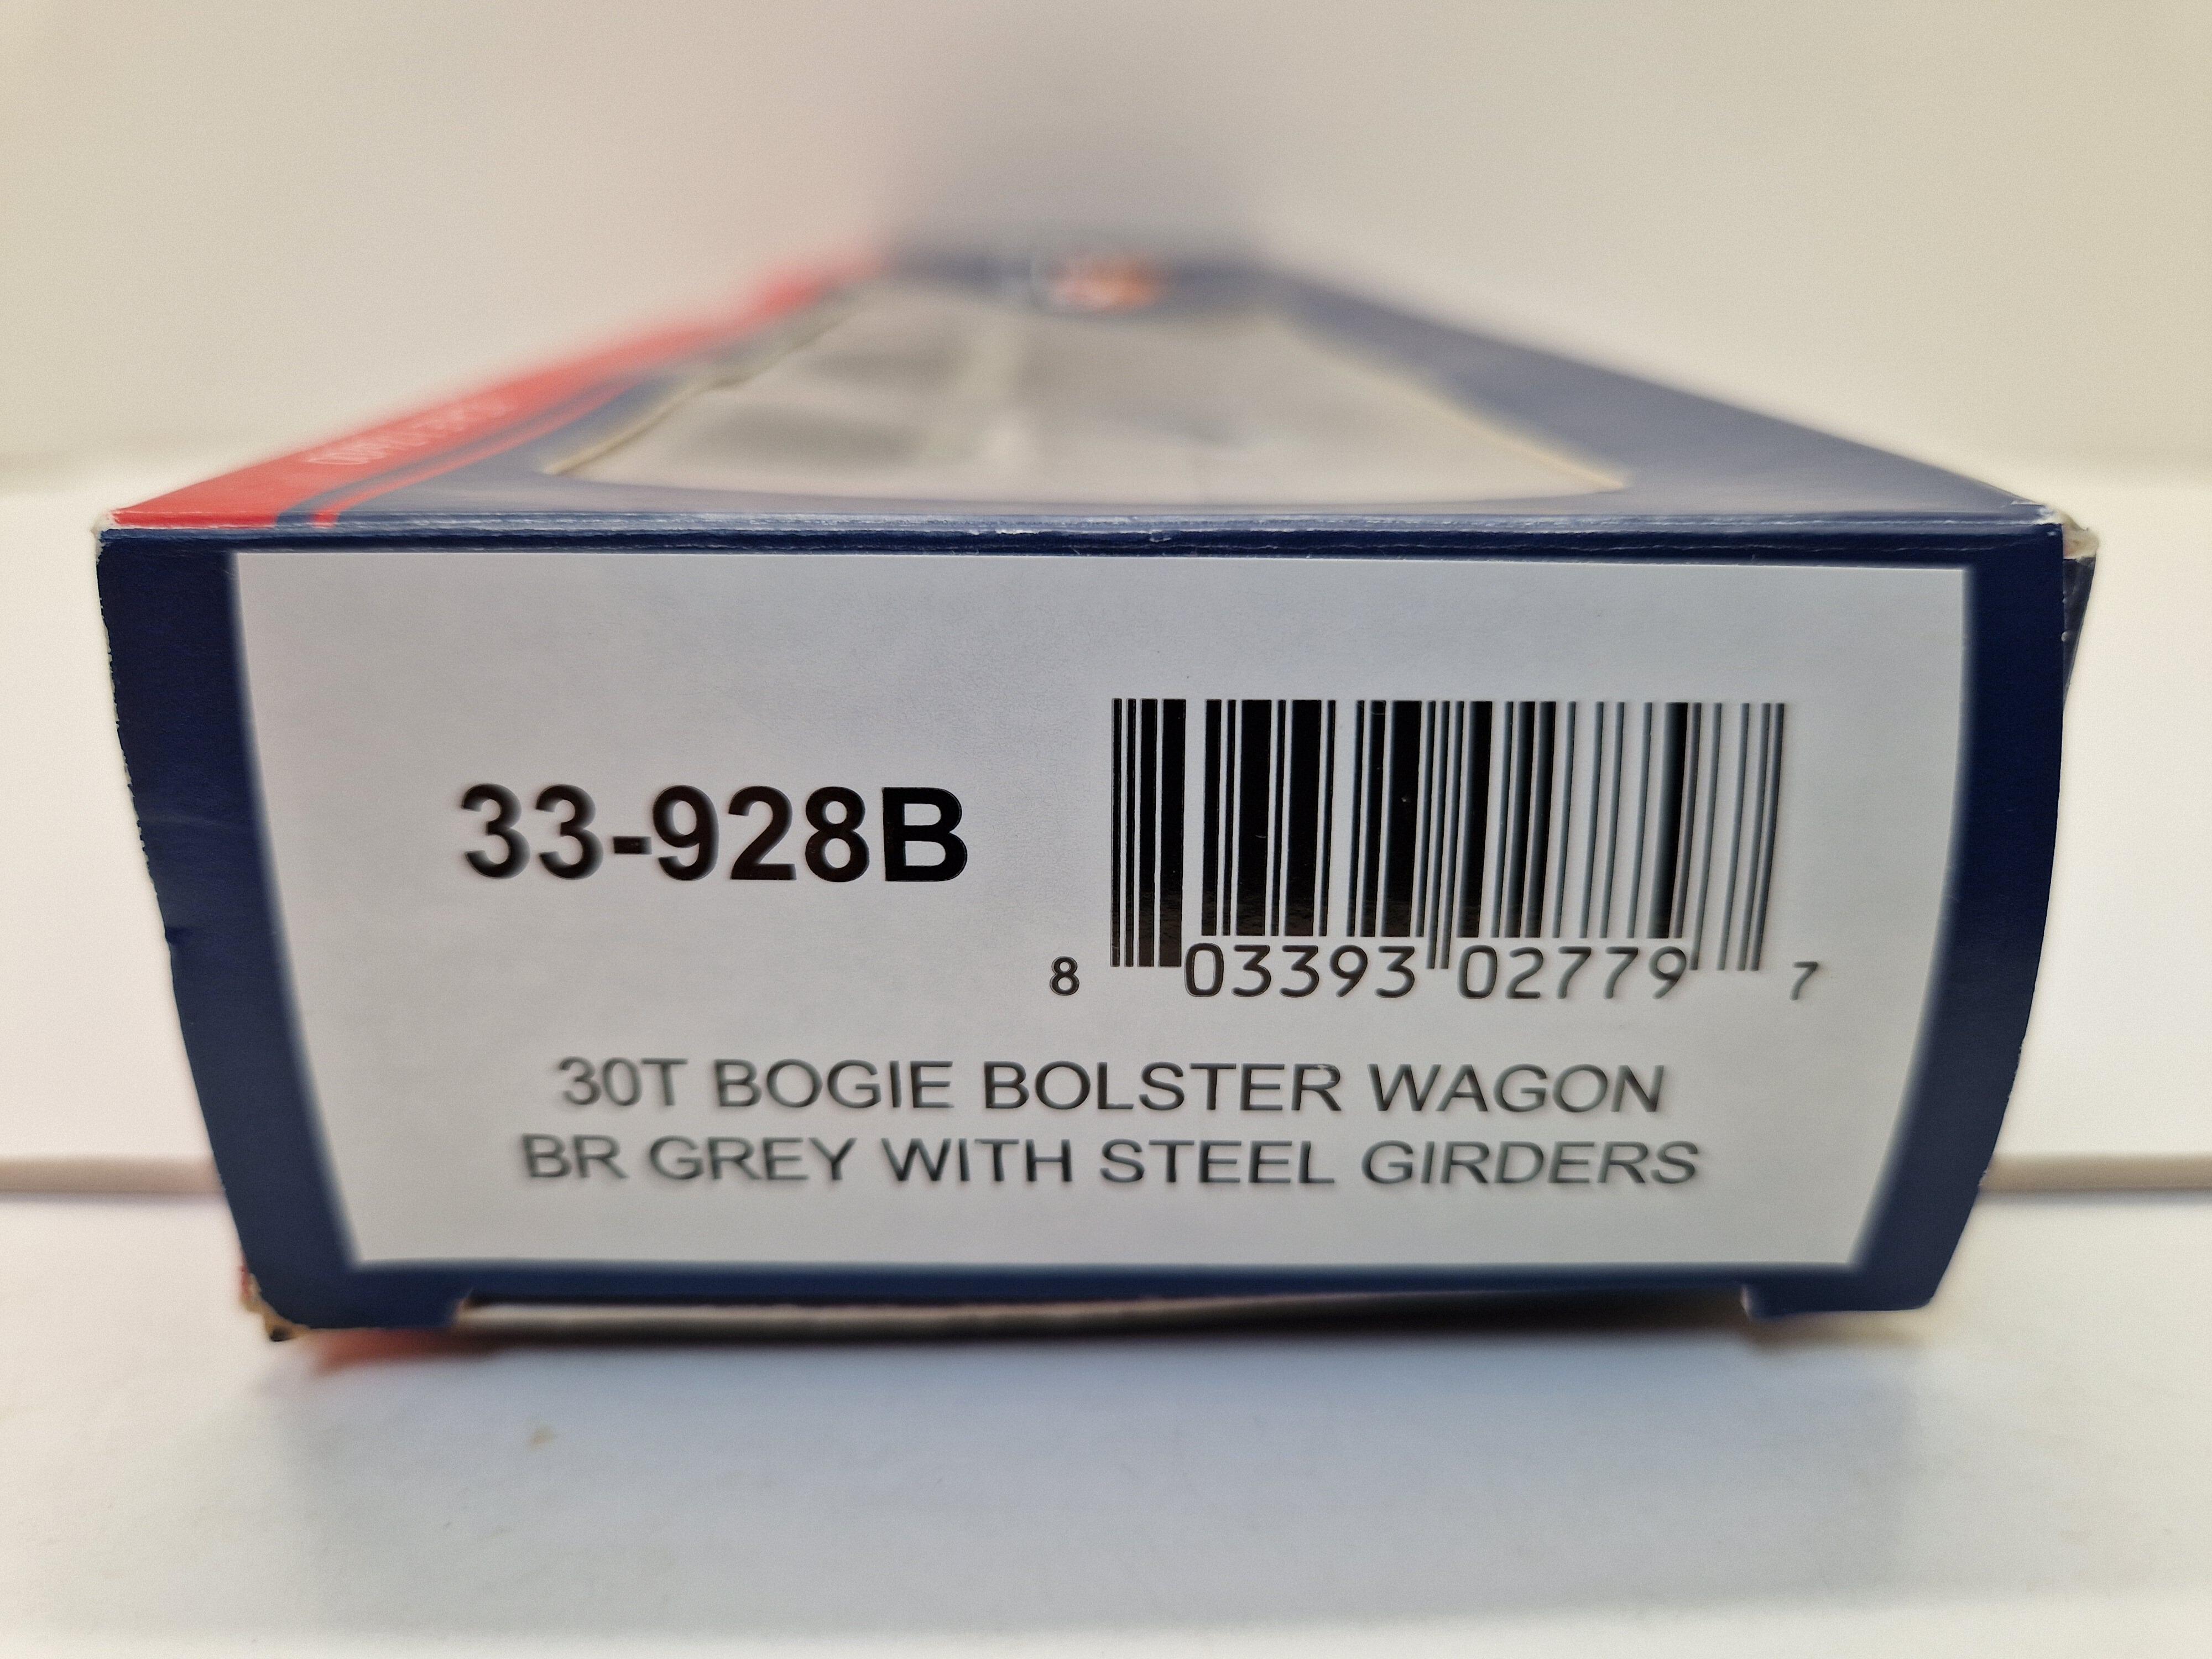 33-928B
8 03393 02779 7
30T BOGIE BOLSTER WAGON
BR GREY WITH STEEL GIRDERS